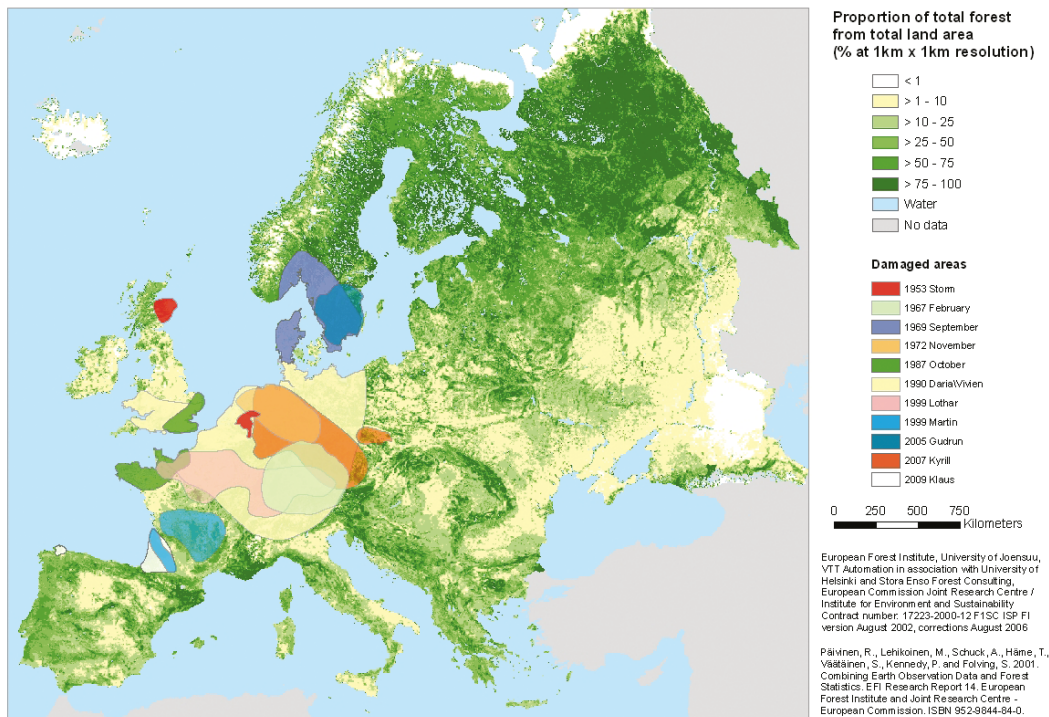 Proportion of total forest
from total land area
(% at 1km x 1km resolution)
< 1
> 1 - 10
> 10 - 25
> 25 - 50
> 50 - 75
> 75 - 100
Water
No data
Damaged areas
1953 Storm
1967 February
1969 September
1972 November
1987 October
1990 Daria\Vivien
1999 Lothar
1999 Martin
2005 Gudrun
2007 Kyrill
2009 Klaus
0 250 500 750
Kilometers
European Forest Institute, University of Joensuu,
VTT Automation in association with University of
Helsinki and Stora Enso Forest Consulting,
European Commission Joint Research Centre /
Institute for Environment and Sustainability
Contract number: 17223-2000-12 F1SC ISP FI
version August 2002, corrections August 2006
Päivinen, R., Lehikoinen, M., Schuck, A., Häme, T.,
Väätäinen, S., Kennedy, P. and Folving, S. 2001.
Combining Earth Observation Data and Forest
Statistics. EFI Research Report 14. European
Forest Institute and Joint Research Centre -
European Commission. ISBN 952-9844-84-0.